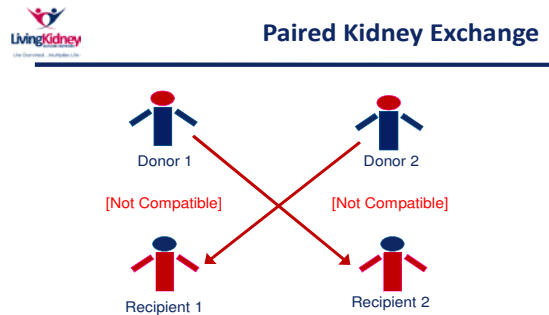 LivingKidney
Paired Kidney Exchange
Donor 1
Donor 2
[Not Compatible]
[Not Compatible]
Recipient 1
Recipient 2